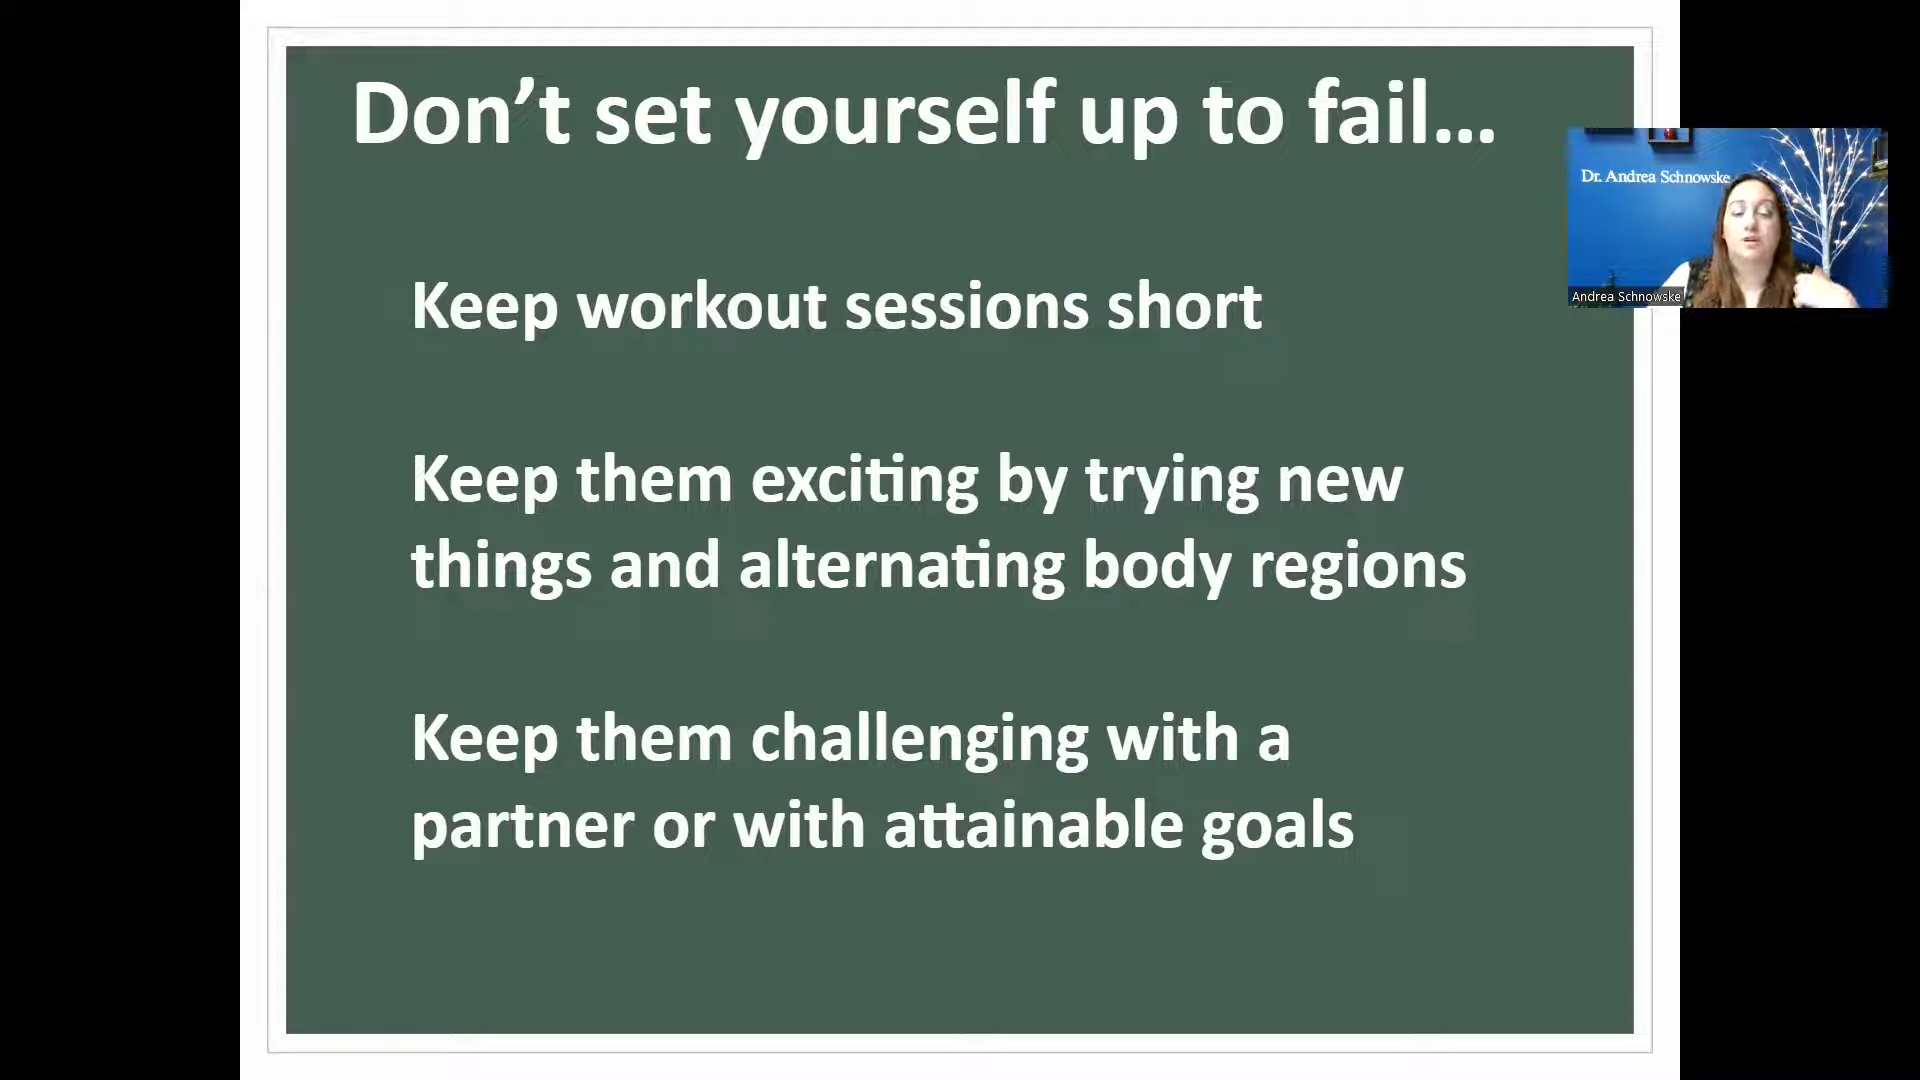 Don’t set yourself up to fail…
Dr. Andrea Schnowske
Andrea Schnowske
Keep workout sessions short
Keep them exciting by trying new
things and alternating body regions
Keep them challenging with a
partner or with attainable goals